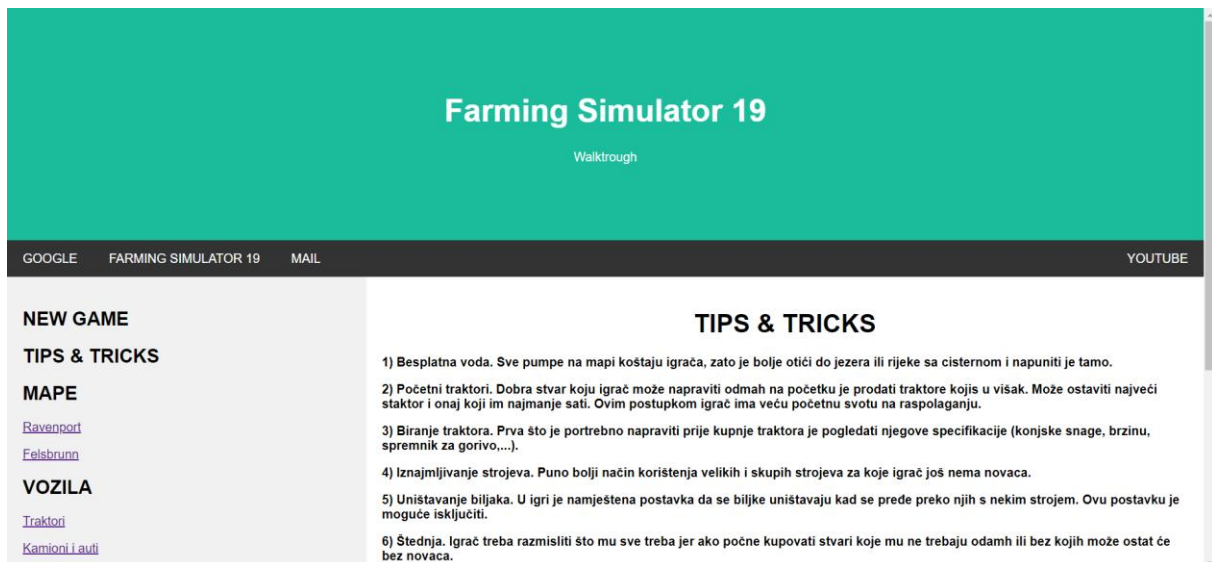 Farming Simulator 19
Walktrough
GOOGLE FARMING SIMULATOR 19 MAIL YOUTUBE
NEW GAME
TIPS & TRICKS
MAPE
Ravenport
Felsbrunn
VOZILA
Traktori
Kamioni i auti
TIPS & TRICKS
1) Besplatna voda. Sve pumpe na mapi koštaju igrača, zato je bolje otići do jezera ili rijeke sa cisternom i napuniti je tamo.
2) Početni traktori. Dobra stvar koju igrač može napraviti odmah na početku je prodati traktore kojis u višak. Može ostaviti najveći
staktor i onaj koji im najmanje sati. Ovim postupkom igrač ima veću početnu svotu na raspolaganju.
3) Biranje traktora. Prva što je portrebno napraviti prije kupnje traktora je pogledati njegove specifikacije (konjske snage, brzinu,
spremnik za gorivo,...).
4) Iznajmljivanje strojeva. Puno bolji način korištenja velikih i skupih strojeva za koje igrač još nema novaca.
5) Uništavanje biljaka. U igri je namještena postavka da se biljke uništavaju kad se pređe preko njih s nekim strojem. Ovu postavku je
moguće isključiti.
6) Štednja. Igrač treba razmisliti što mu sve treba jer ako počne kupovati stvari koje mu ne trebaju odamh ili bez kojih može ostat će
bez novaca.